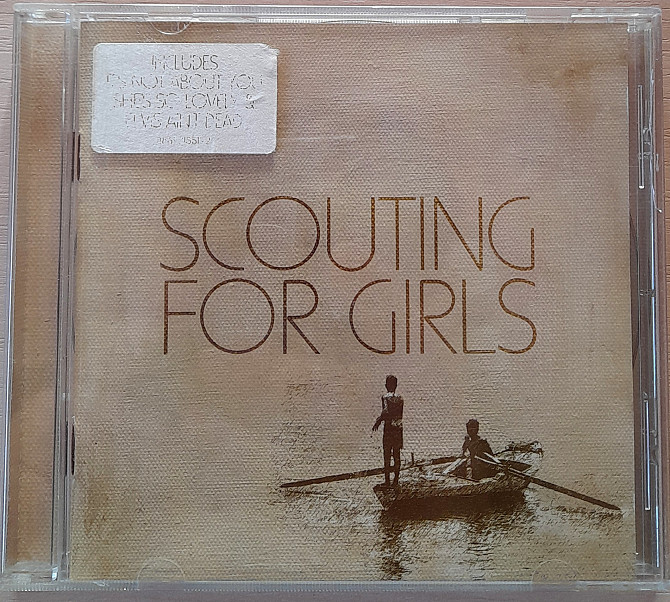 INCLUDES
IT'S NOT ABOUT YOU
SHE'S SO LOVELY &
ELVIS AIN'T DEAD
SCOUTING
FOR GIRLS